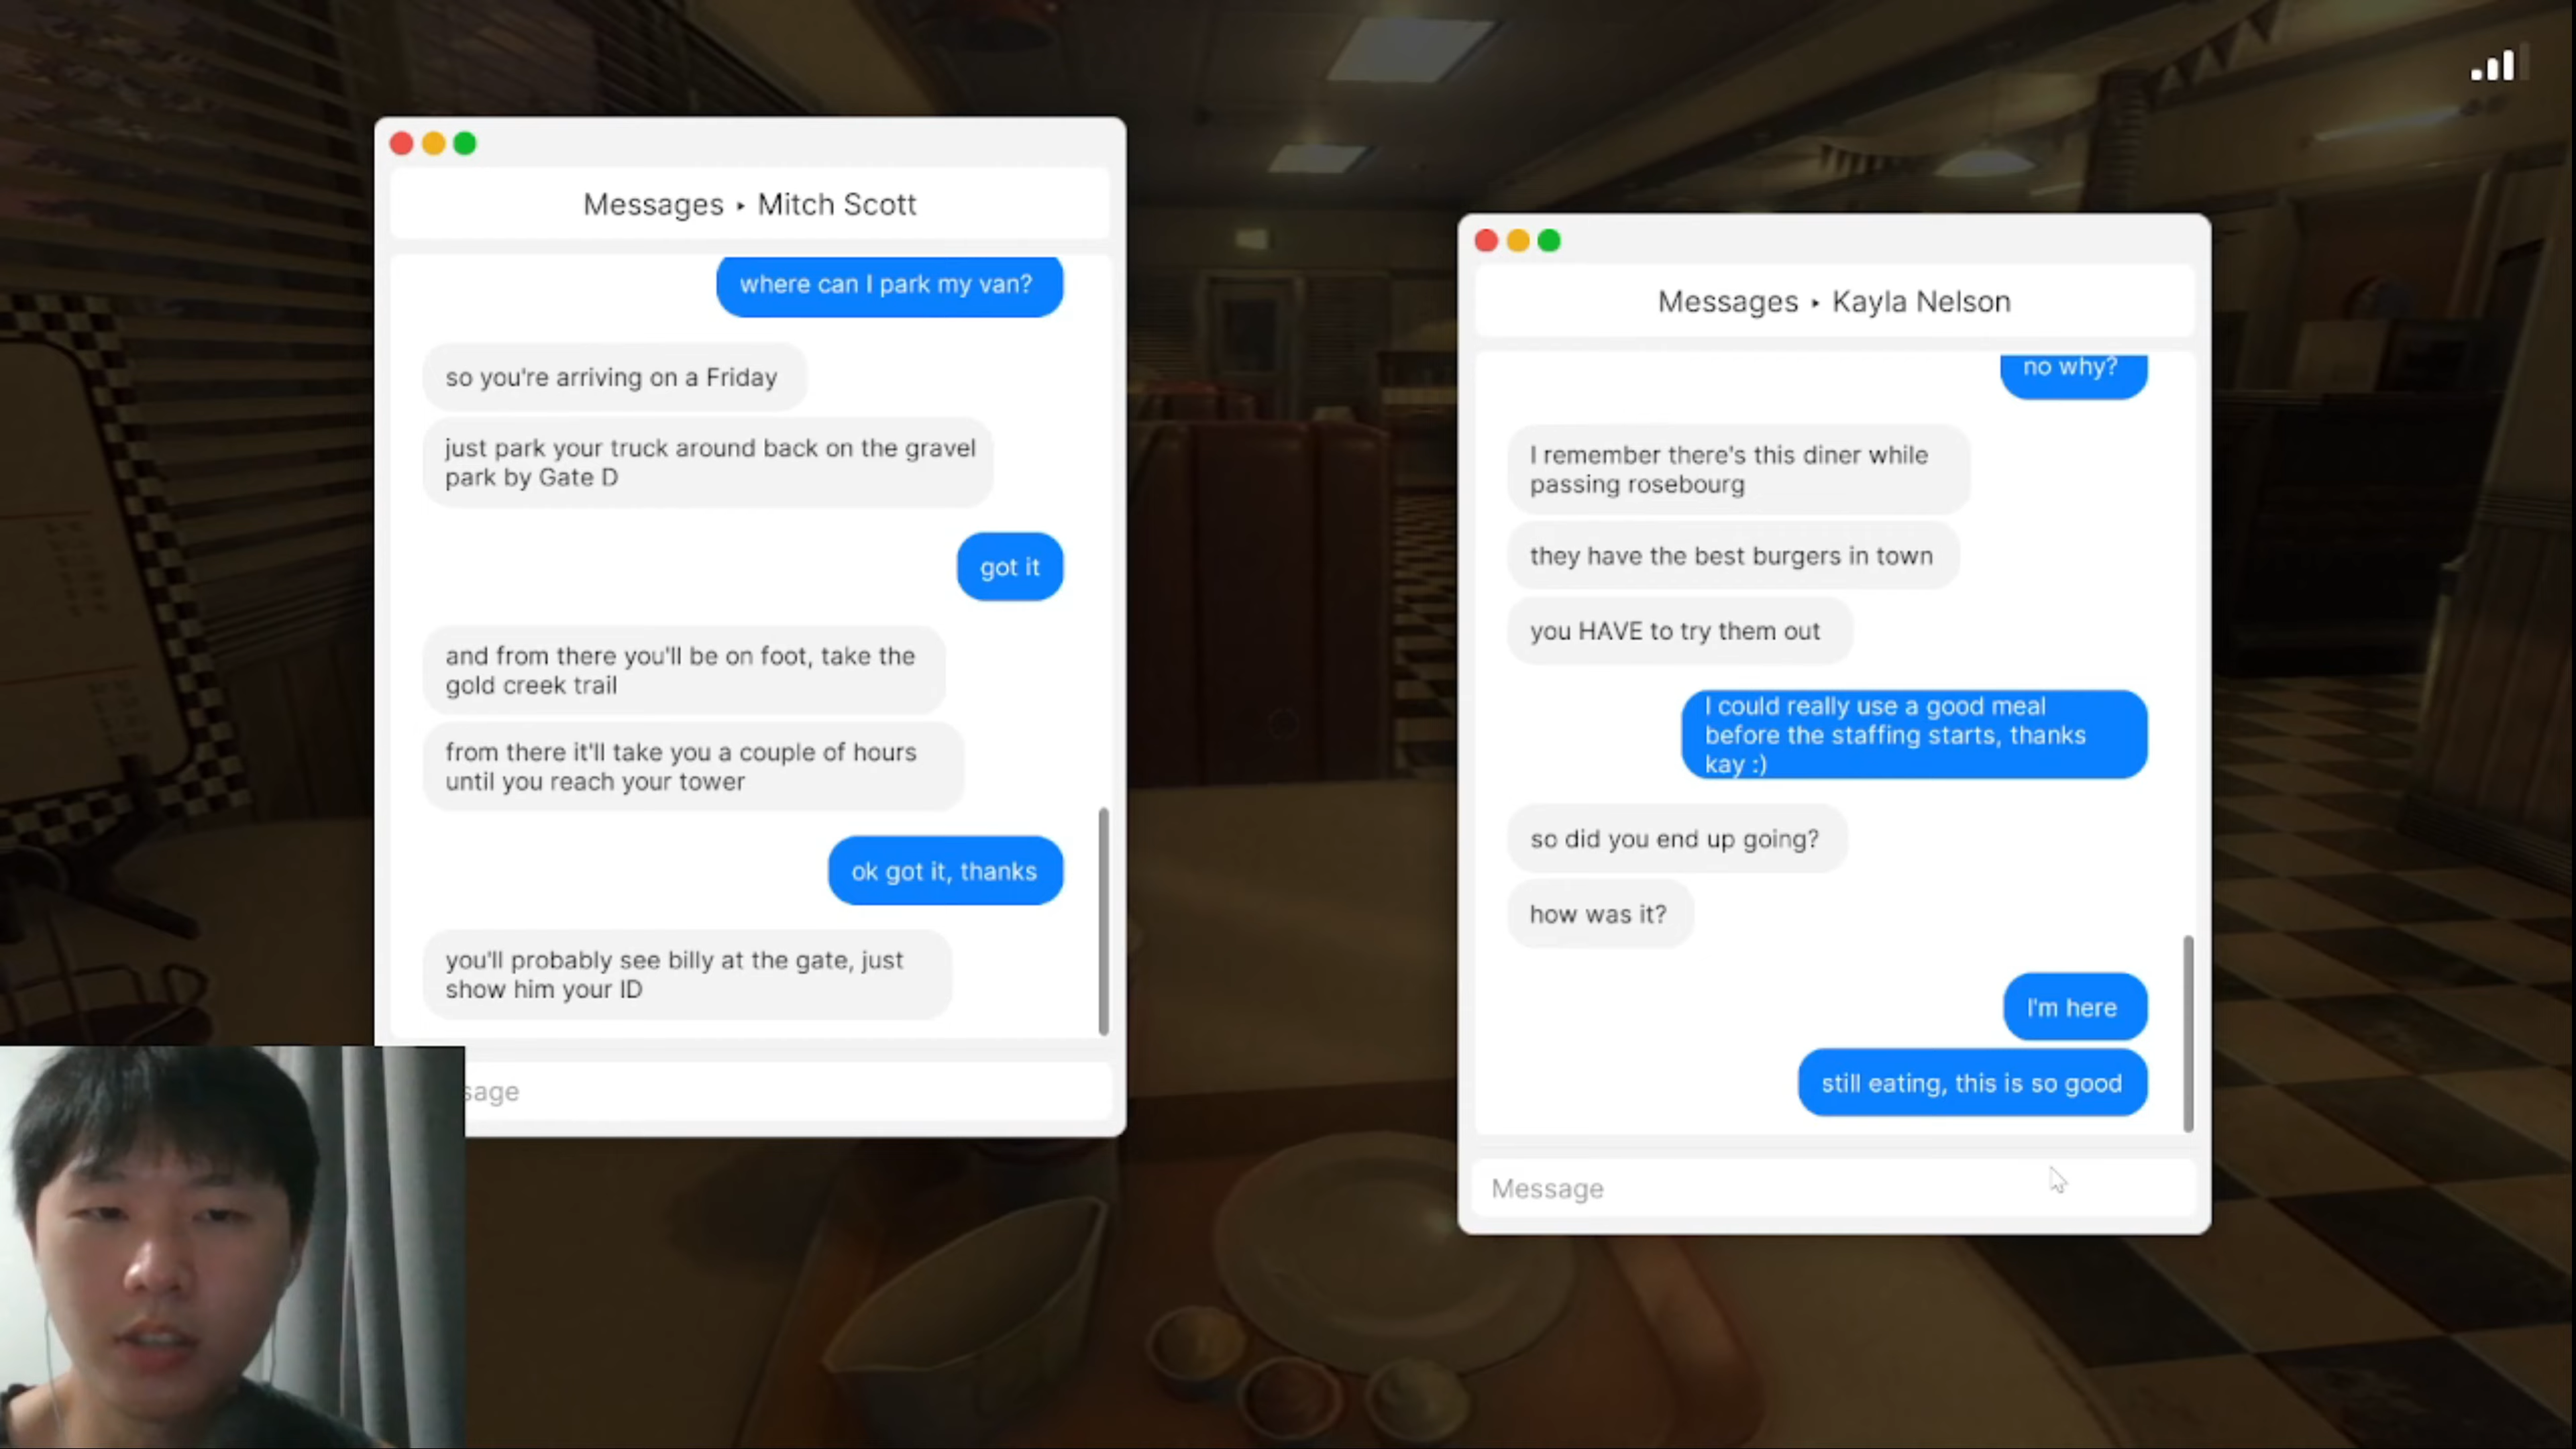 Messages ▸ Mitch Scott
where can I park my van?
so you're arriving on a Friday
just park your truck around back on the gravel
park by Gate D
got it
and from there you'll be on foot, take the
gold creek trail
from there it'll take you a couple of hours
until you reach your tower
ok got it, thanks
you'll probably see billy at the gate, just
show him your ID
sage
Messages ▸ Kayla Nelson
no why?
I remember there's this diner while
passing rosebourg
they have the best burgers in town
you HAVE to try them out
I could really use a good meal
before the staffing starts, thanks
kay :)
so did you end up going?
how was it?
I'm here
still eating, this is so good
Message